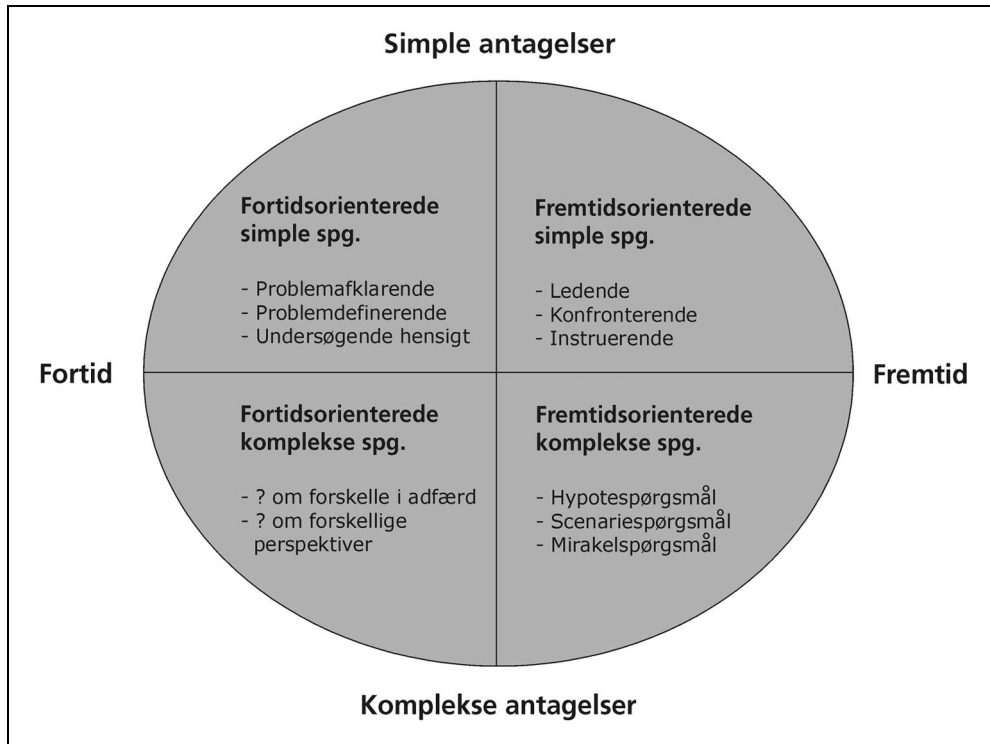 Simple antagelser
Fortidsorienterede
simple spg.
- Problemafklarende
- Problemdefinerende
- Undersøgende hensigt
Fremtidsorienterede
simple spg.
- Ledende
- Konfronterende
- Instruerende
Fortid
Fremtid
Fortidsorienterede
komplekse spg.
- ? om forskelle i adfærd
- ? om forskellige
perspektiver
Fremtidsorienterede
komplekse spg.
- Hypotespørgsmål
- Scenariespørgsmål
- Mirakelspørgsmål
Komplekse antagelser